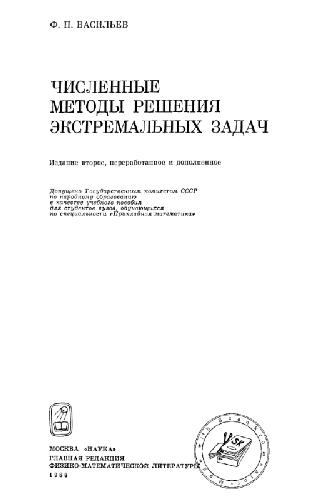 Ф. П. ВАСИЛЬЕВ
ЧИСЛЕННЫЕ
МЕТОДЫ РЕШЕНИЯ
ЭКСТРЕМАЛЬНЫХ ЗАДАЧ
Издание второе, переработанное и дополненное
Допущено Государственным комитетом СССР
по народному образованию
в качестве учебного пособия
для студентов вузов, обучающихся
по специальности «Прикладная математика»
МОСКВА «НАУКА»
ГЛАВНАЯ РЕДАКЦИЯ
ФИЗИКО-МАТЕМАТИЧЕСКОЙ ЛИТЕРАТУРЫ